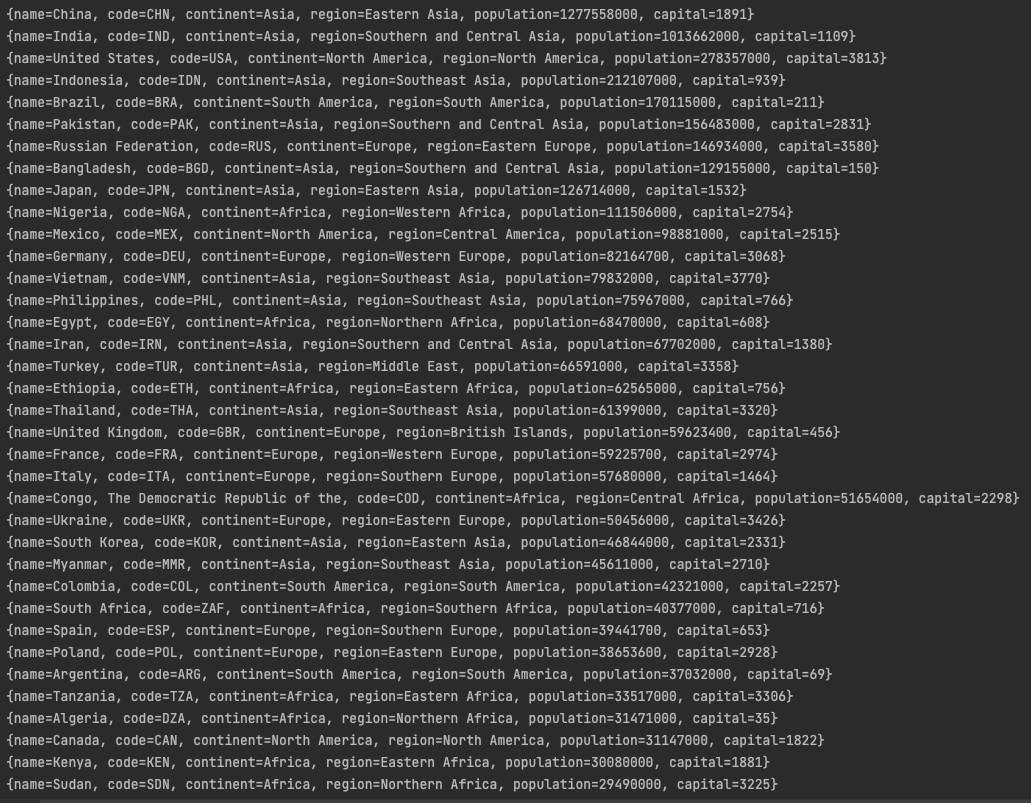 {name=China, code=CHN, continent=Asia, region=Eastern Asia, population=1277558000, capital=1891}
{name=India, code=IND, continent=Asia, region=Southern and Central Asia, population=1013662000, capital=1109}
{name=United States, code=USA, continent=North America, region=North America, population=278357000, capital=3813}
{name=Indonesia, code=IDN, continent=Asia, region=Southeast Asia, population=212107000, capital=939}
{name=Brazil, code=BRA, continent=South America, region=South America, population=170115000, capital=211}
{name=Pakistan, code=PAK, continent=Asia, region=Southern and Central Asia, population=156483000, capital=2831}
{name=Russian Federation, code=RUS, continent=Europe, region=Eastern Europe, population=146934000, capital=3580}
{name=Bangladesh, code=BGD, continent=Asia, region=Southern and Central Asia, population=129155000, capital=150}
{name=Japan, code=JPN, continent=Asia, region=Eastern Asia, population=126714000, capital=1532}
{name=Nigeria, code=NGA, continent=Africa, region=Western Africa, population=111506000, capital=2754}
{name=Mexico, code=MEX, continent=North America, region=Central America, population=98881000, capital=2515}
{name=Germany, code=DEU, continent=Europe, region=Western Europe, population=82164700, capital=3068}
{name=Vietnam, code=VNM, continent=Asia, region=Southeast Asia, population=79832000, capital=3770}
{name=Philippines, code=PHL, continent=Asia, region=Southeast Asia, population=75967000, capital=766}
{name=Egypt, code=EGY, continent=Africa, region=Northern Africa, population=68470000, capital=608}
{name=Iran, code=IRN, continent=Asia, region=Southern and Central Asia, population=67702000, capital=1380}
{name=Turkey, code=TUR, continent=Asia, region=Middle East, population=66591000, capital=3358}
{name=Ethiopia, code=ETH, continent=Africa, region=Eastern Africa, population=62565000, capital=756}
{name=Thailand, code=THA, continent=Asia, region=Southeast Asia, population=61399000, capital=3320}
{name=United Kingdom, code=GBR, continent=Europe, region=British Islands, population=59623400, capital=456}
{name=France, code=FRA, continent=Europe, region=Western Europe, population=59225700, capital=2974}
{name=Italy, code=ITA, continent=Europe, region=Southern Europe, population=57680000, capital=1464}
{name=Congo, The Democratic Republic of the, code=COD, continent=Africa, region=Central Africa, population=51654000, capital=2298}
{name=Ukraine, code=UKR, continent=Europe, region=Eastern Europe, population=50456000, capital=3426}
{name=South Korea, code=KOR, continent=Asia, region=Eastern Asia, population=46844000, capital=2331}
{name=Myanmar, code=MMR, continent=Asia, region=Southeast Asia, population=45611000, capital=2710}
{name=Colombia, code=COL, continent=South America, region=South America, population=42321000, capital=2257}
{name=South Africa, code=ZAF, continent=Africa, region=Southern Africa, population=40377000, capital=716}
{name=Spain, code=ESP, continent=Europe, region=Southern Europe, population=39441700, capital=653}
{name=Poland, code=POL, continent=Europe, region=Eastern Europe, population=38653600, capital=2928}
{name=Argentina, code=ARG, continent=South America, region=South America, population=37032000, capital=69}
{name=Tanzania, code=TZA, continent=Africa, region=Eastern Africa, population=33517000, capital=3306}
{name=Algeria, code=DZA, continent=Africa, region=Northern Africa, population=31471000, capital=35}
{name=Canada, code=CAN, continent=North America, region=North America, population=31147000, capital=1822}
{name=Kenya, code=KEN, continent=Africa, region=Eastern Africa, population=30080000, capital=1881}
{name=Sudan, code=SDN, continent=Africa, region=Northern Africa, population=29490000, capital=3225}